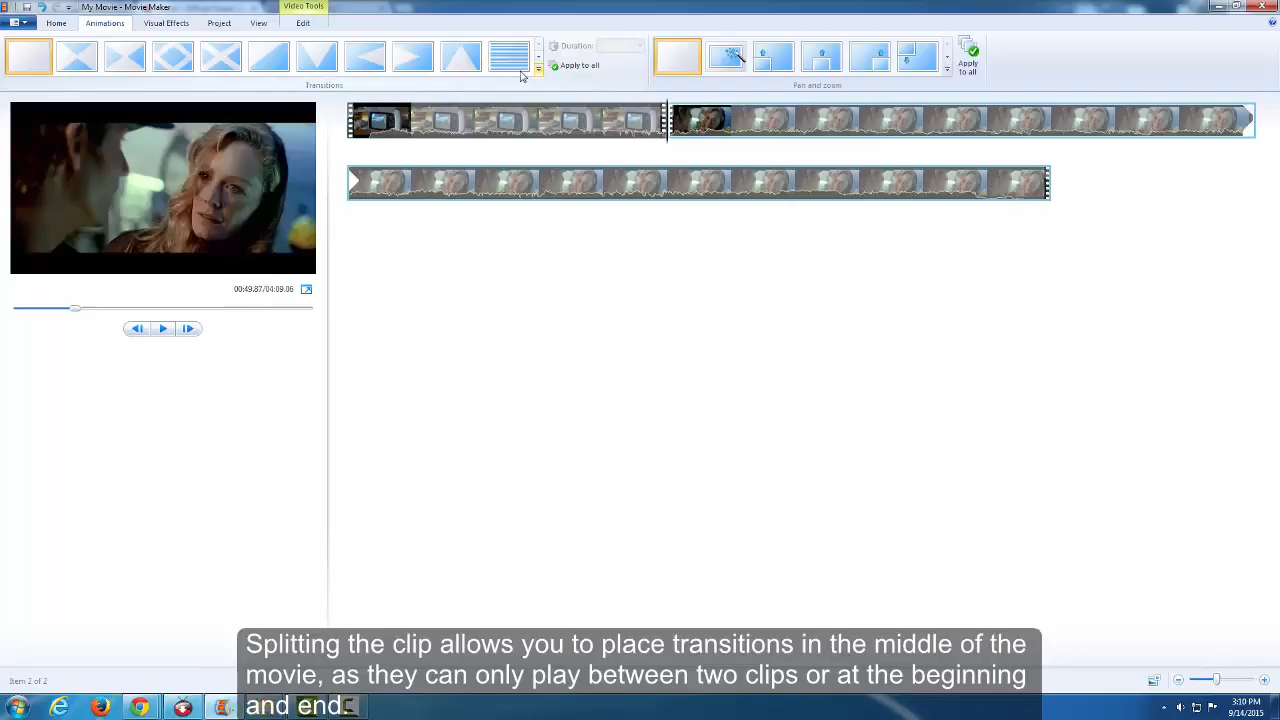 My Movie - Movie Maker
Video Tools
Home
Animations
Visual Effects
Project
View
Edit
Duration:
Apply to all
Apply
to all
Transitions
Pan and zoom
00:49.87/04:09.06
Splitting the clip allows you to place transitions in the middle of the
movie, as they can only play between two clips or at the beginning
and end.
Item 2 of 2
3:10 PM
9/14/2015